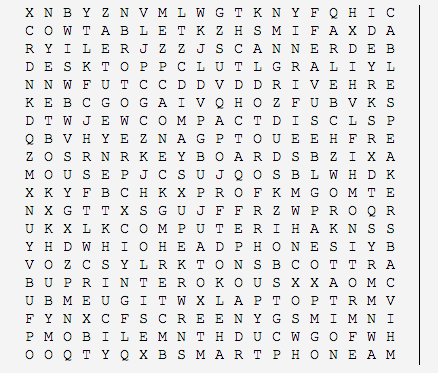 X N B Y Z N V M L W G T K N Y F Q H I C
C O W T A B L E T K Z H S M I F A X D A
R Y I L E R J Z Z J S C A N N E R D E B
D E S K T O P P C L U T L G R A L I Y L
N N W F U T C C D D V D D R I V E H R E
K E B C G O G A I V Q H O Z F U B V K S
D T W J E W C O M P A C T D I S C L S P
Q B V H Y E Z N A G P T O U E E H F R E
Z O S R N R K E Y B O A R D S B Z I X A
M O U S E P J C S U J Q O S B L W H D K
X K Y F B C H K X P R O F K M G O M T E
N X G T T X S G U J F F R Z W P R O Q R
U K X L K C O M P U T E R I H A K N S S
Y H D W H I O H E A D P H O N E S I Y B
V O Z C S Y L R K T O N S B C O T T R A
B U P R I N T E R O K O U S X X A O M C
U B M E U G I T W X L A P T O P T R M V
F Y N X C F S C R E E N Y G S M I M N I
P M O B I L E M N T H D U C W G O F W H
O O Q T Y Q X B S M A R T P H O N E A M